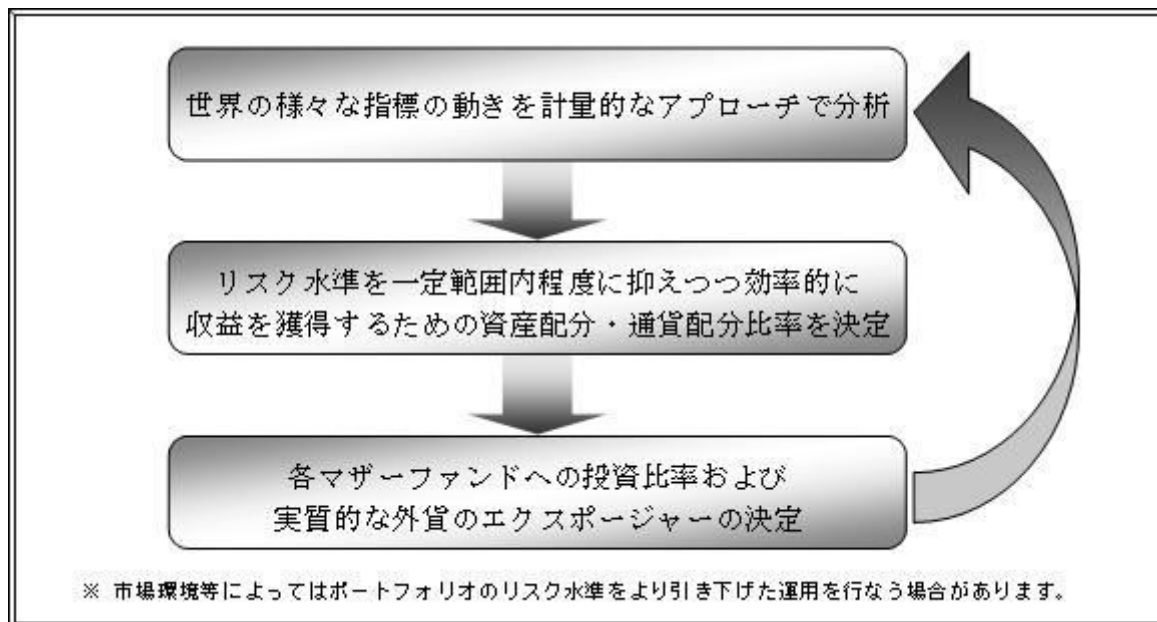 世界の様々な指標の動きを計量的なアプローチで分析
リスク水準を一定範囲内程度に抑えつつ効率的に
収益を獲得するための資産配分・通貨配分比率を決定
各マザーファンドへの投資比率および
実質的な外貨のエクスポージャーの決定
※ 市場環境等によってはポートフォリオのリスク水準をより引き下げた運用を行なう場合があります。